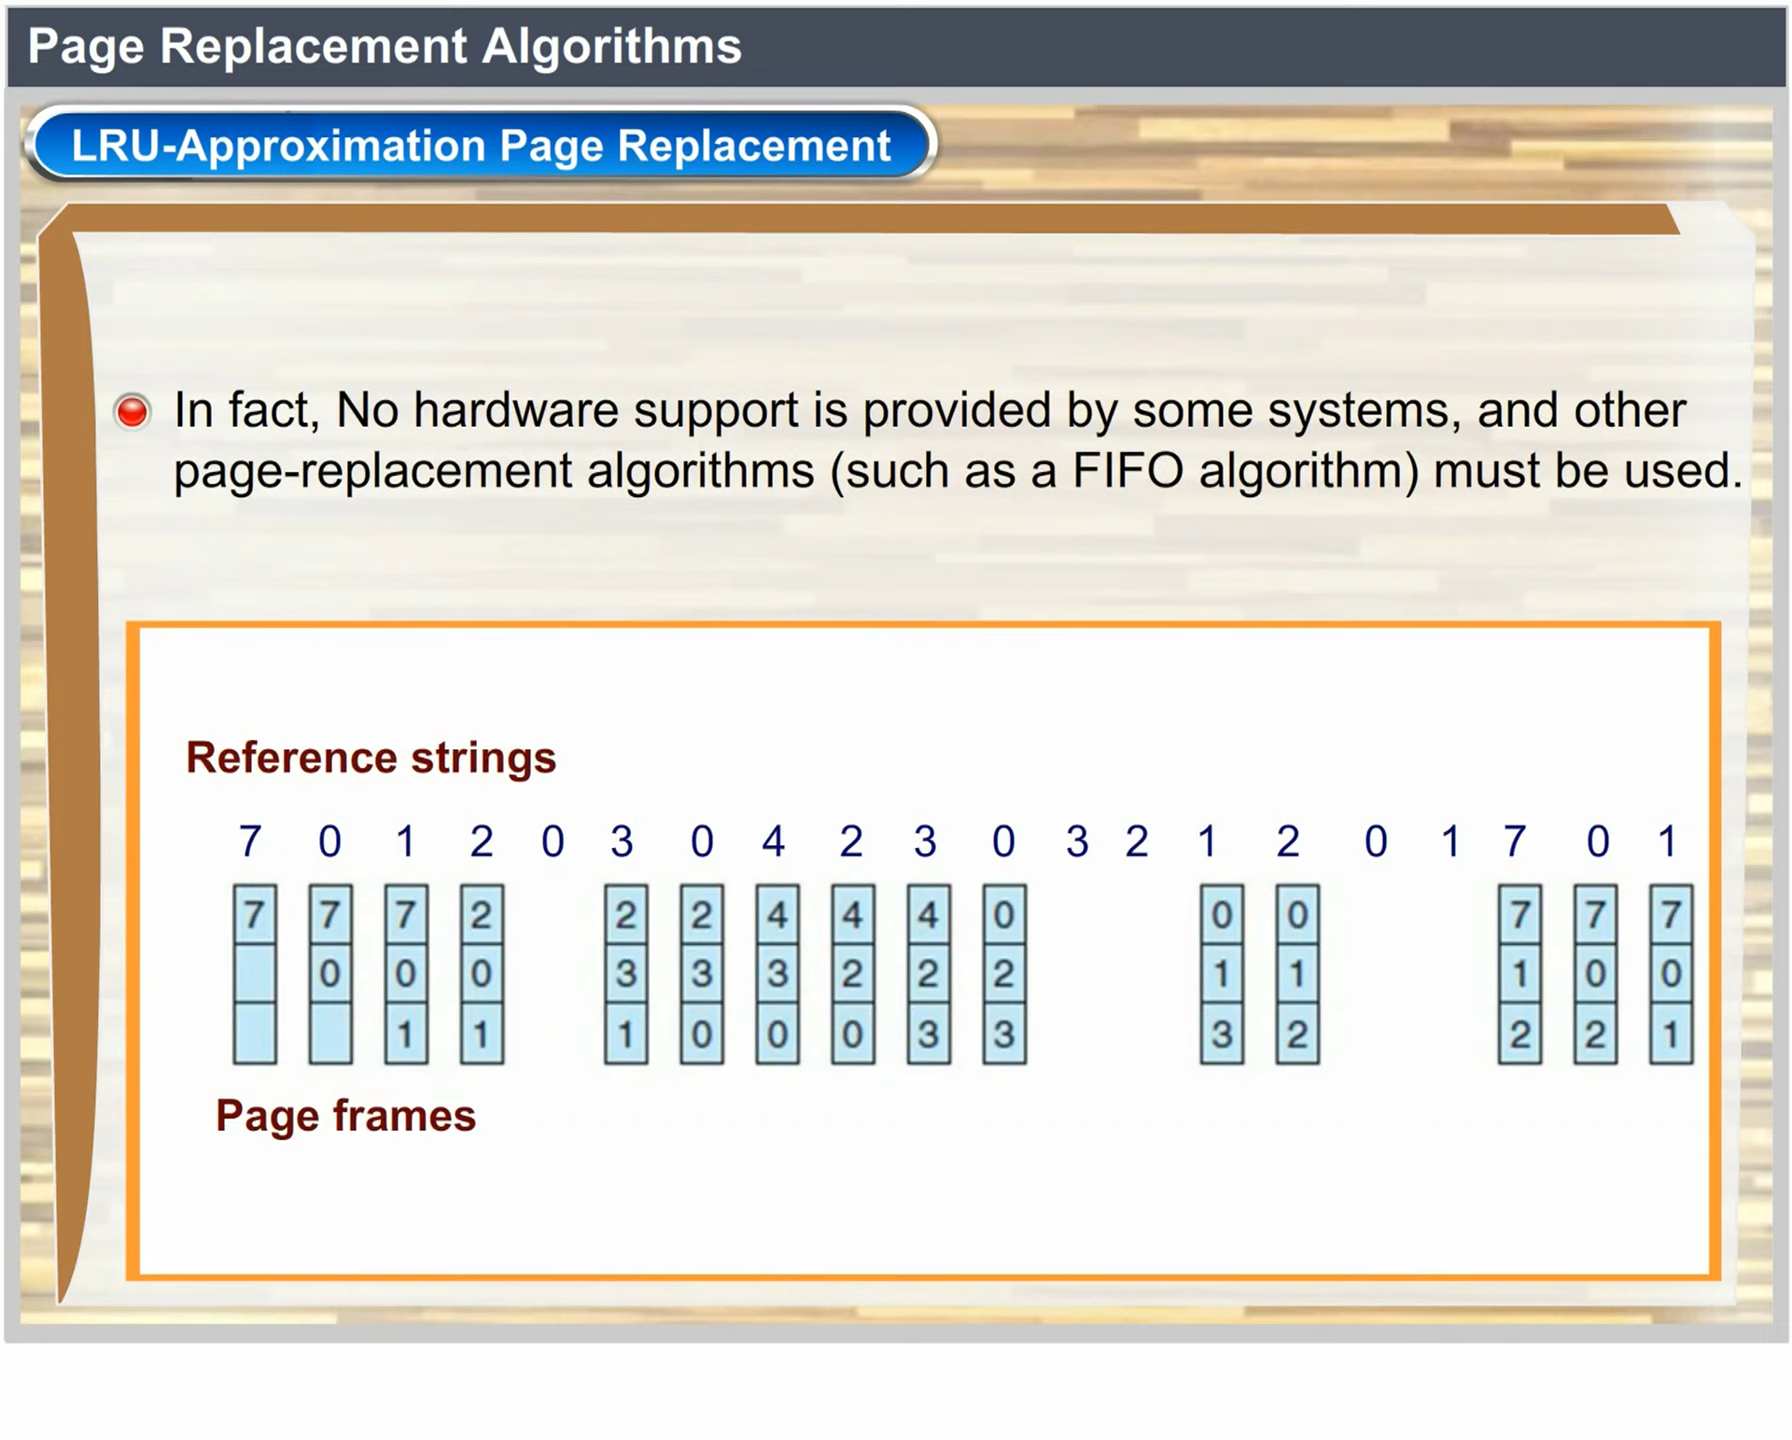 Page Replacement Algorithms
LRU-Approximation Page Replacement
In fact, No hardware support is provided by some systems, and other
page-replacement algorithms (such as a FIFO algorithm) must be used.
Reference strings
7 0 1 2 0 3 0 4 2 3 0 3 2 1 2 0 1 7 0 1
7 7 7 2 2 2 4 4 4 0 0 0 7 7 7
0 0 0 3 3 3 2 2 2 1 1 1 0 0
1 1 1 0 0 0 3 3 3 2 2 2 1
Page frames